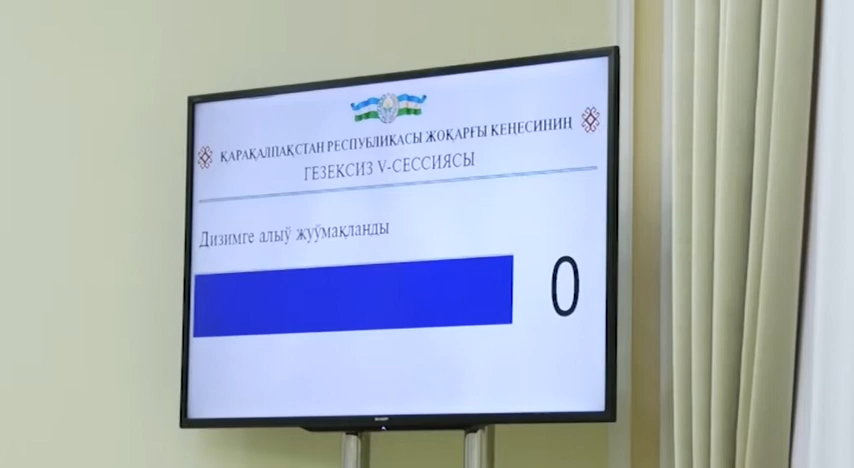 ҚАРАҚАЛПАҚСТАН РЕСПУБЛИКАСЫ ЖОҚАРҒЫ КЕҢЕСИНИҢ
ГЕЗЕКСИЗ V-СЕССИЯСЫ
Дизимге алыў жуўмақланды
0